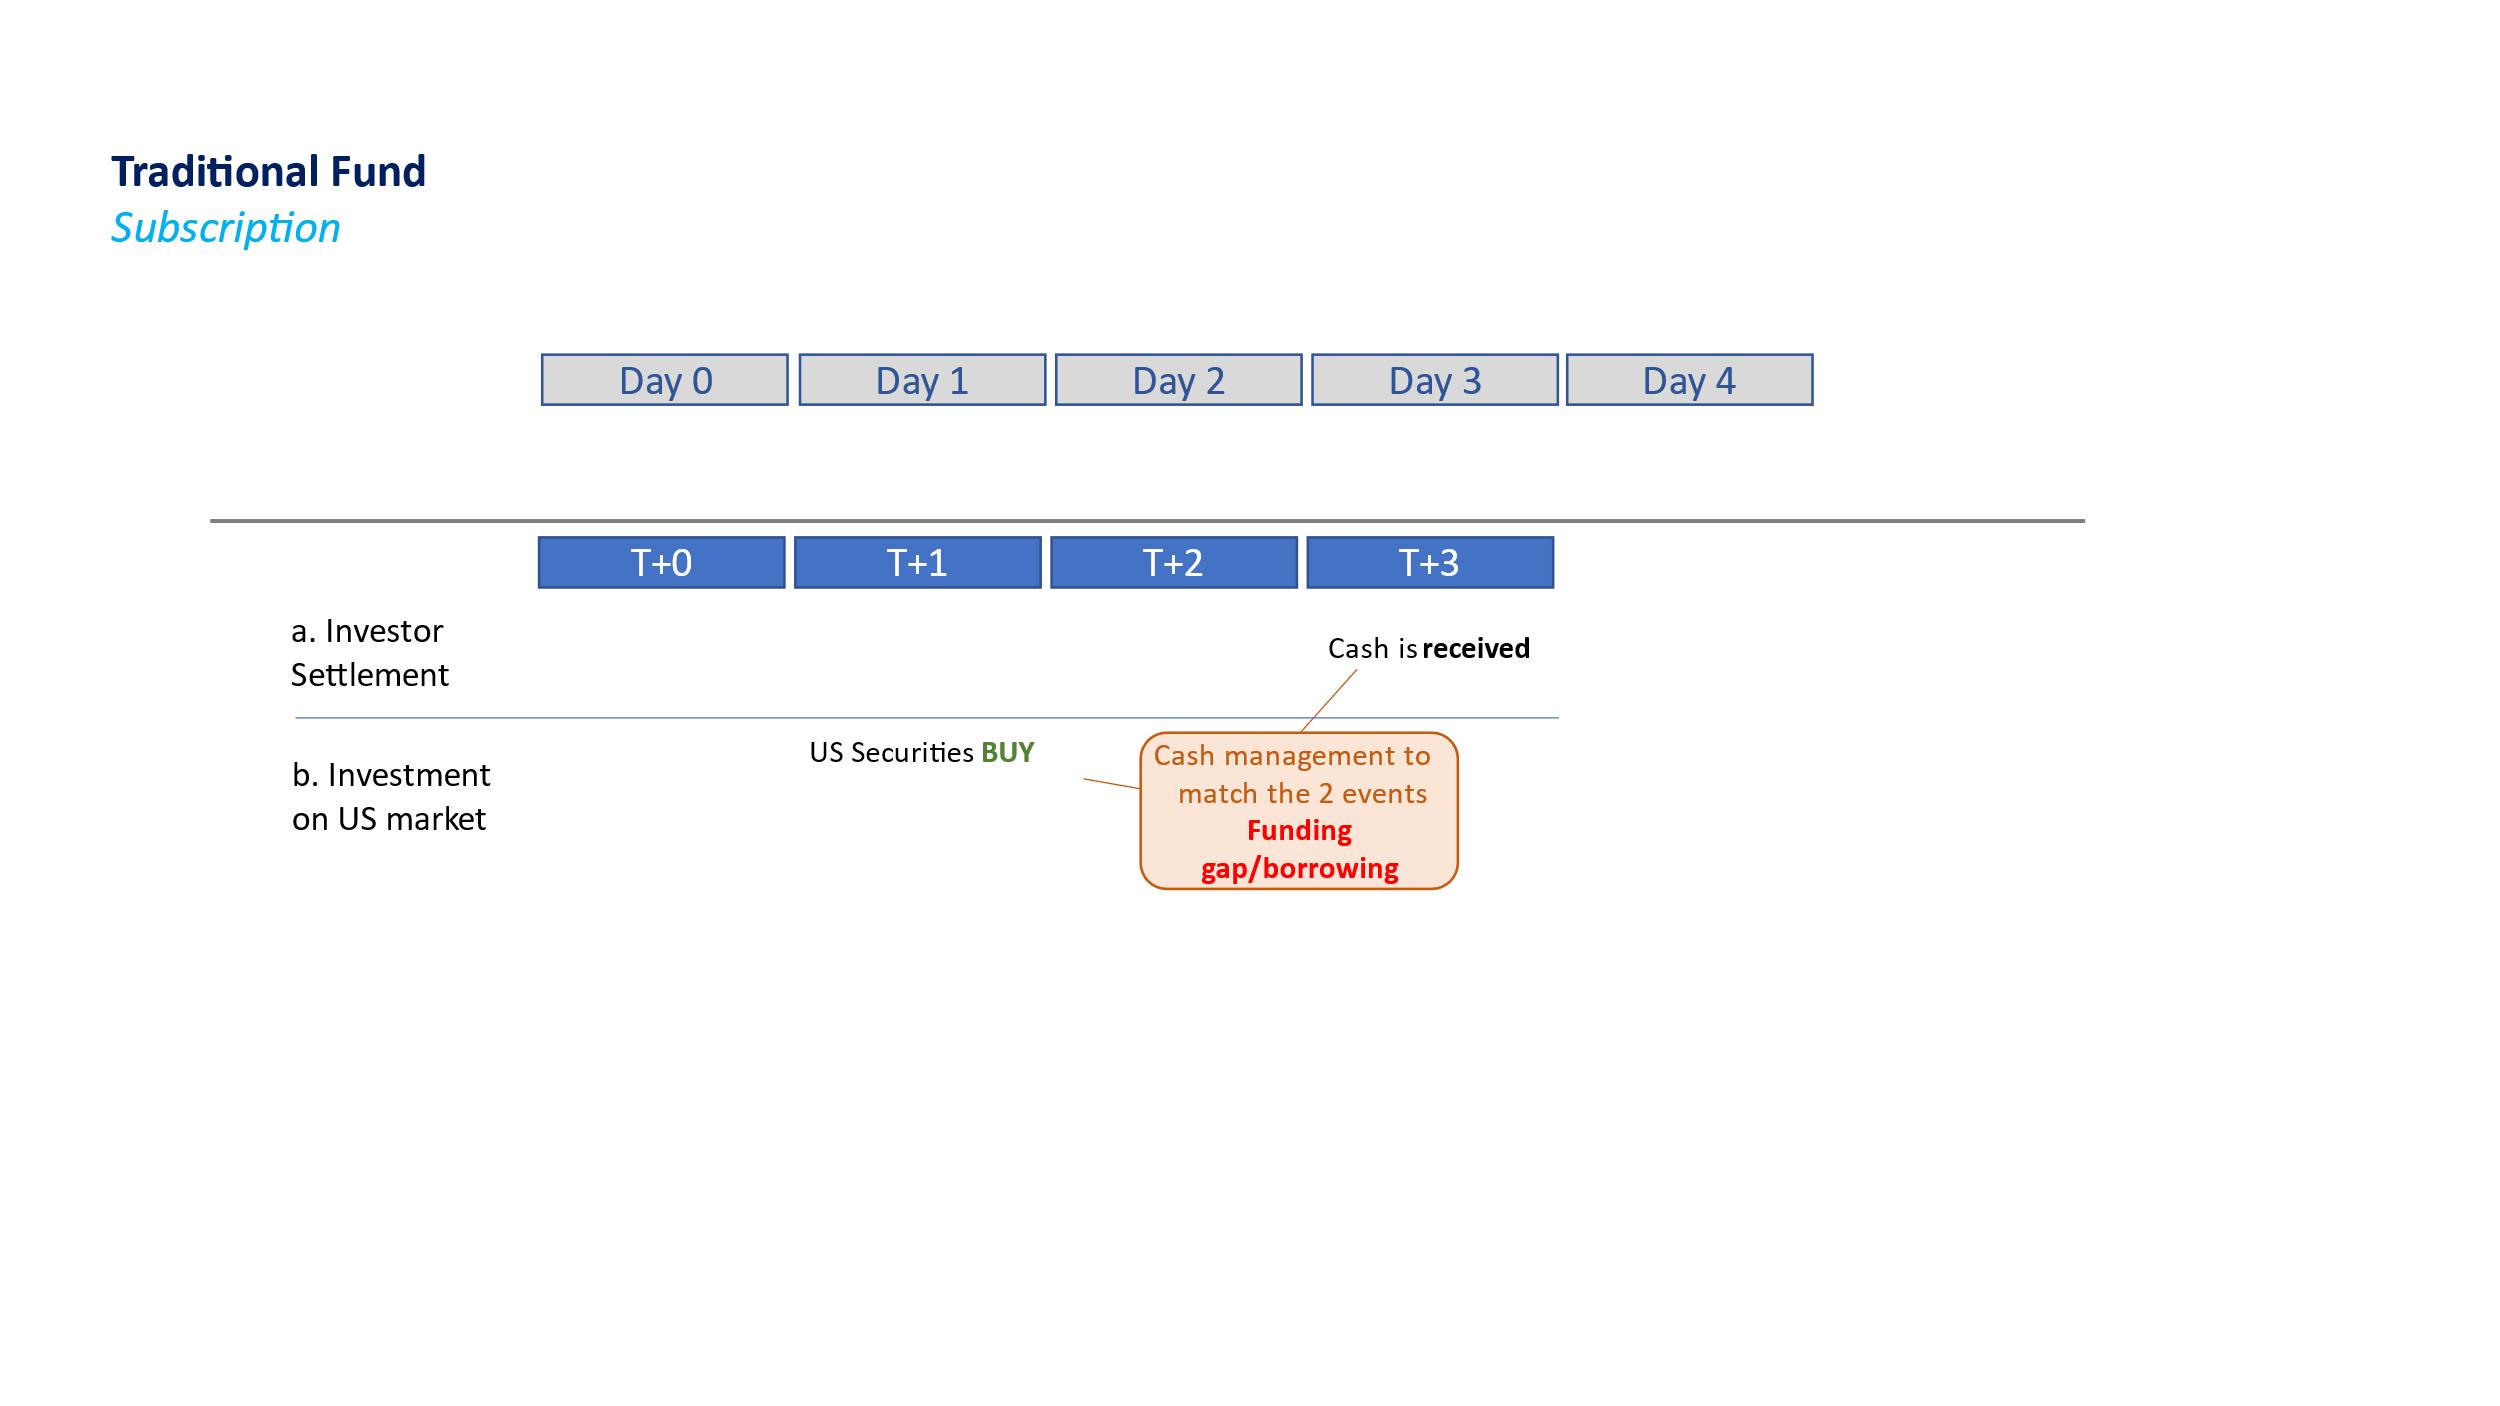 Traditional Fund
Subscription
Day 0 Day 1 Day 2 Day 3 Day 4
T+0 T+1 T+2 T+3
a. Investor
Settlement
Cash is received
US Securities BUY
b. Investment
on US market
Cash management to
match the 2 events
Funding
gap/borrowing